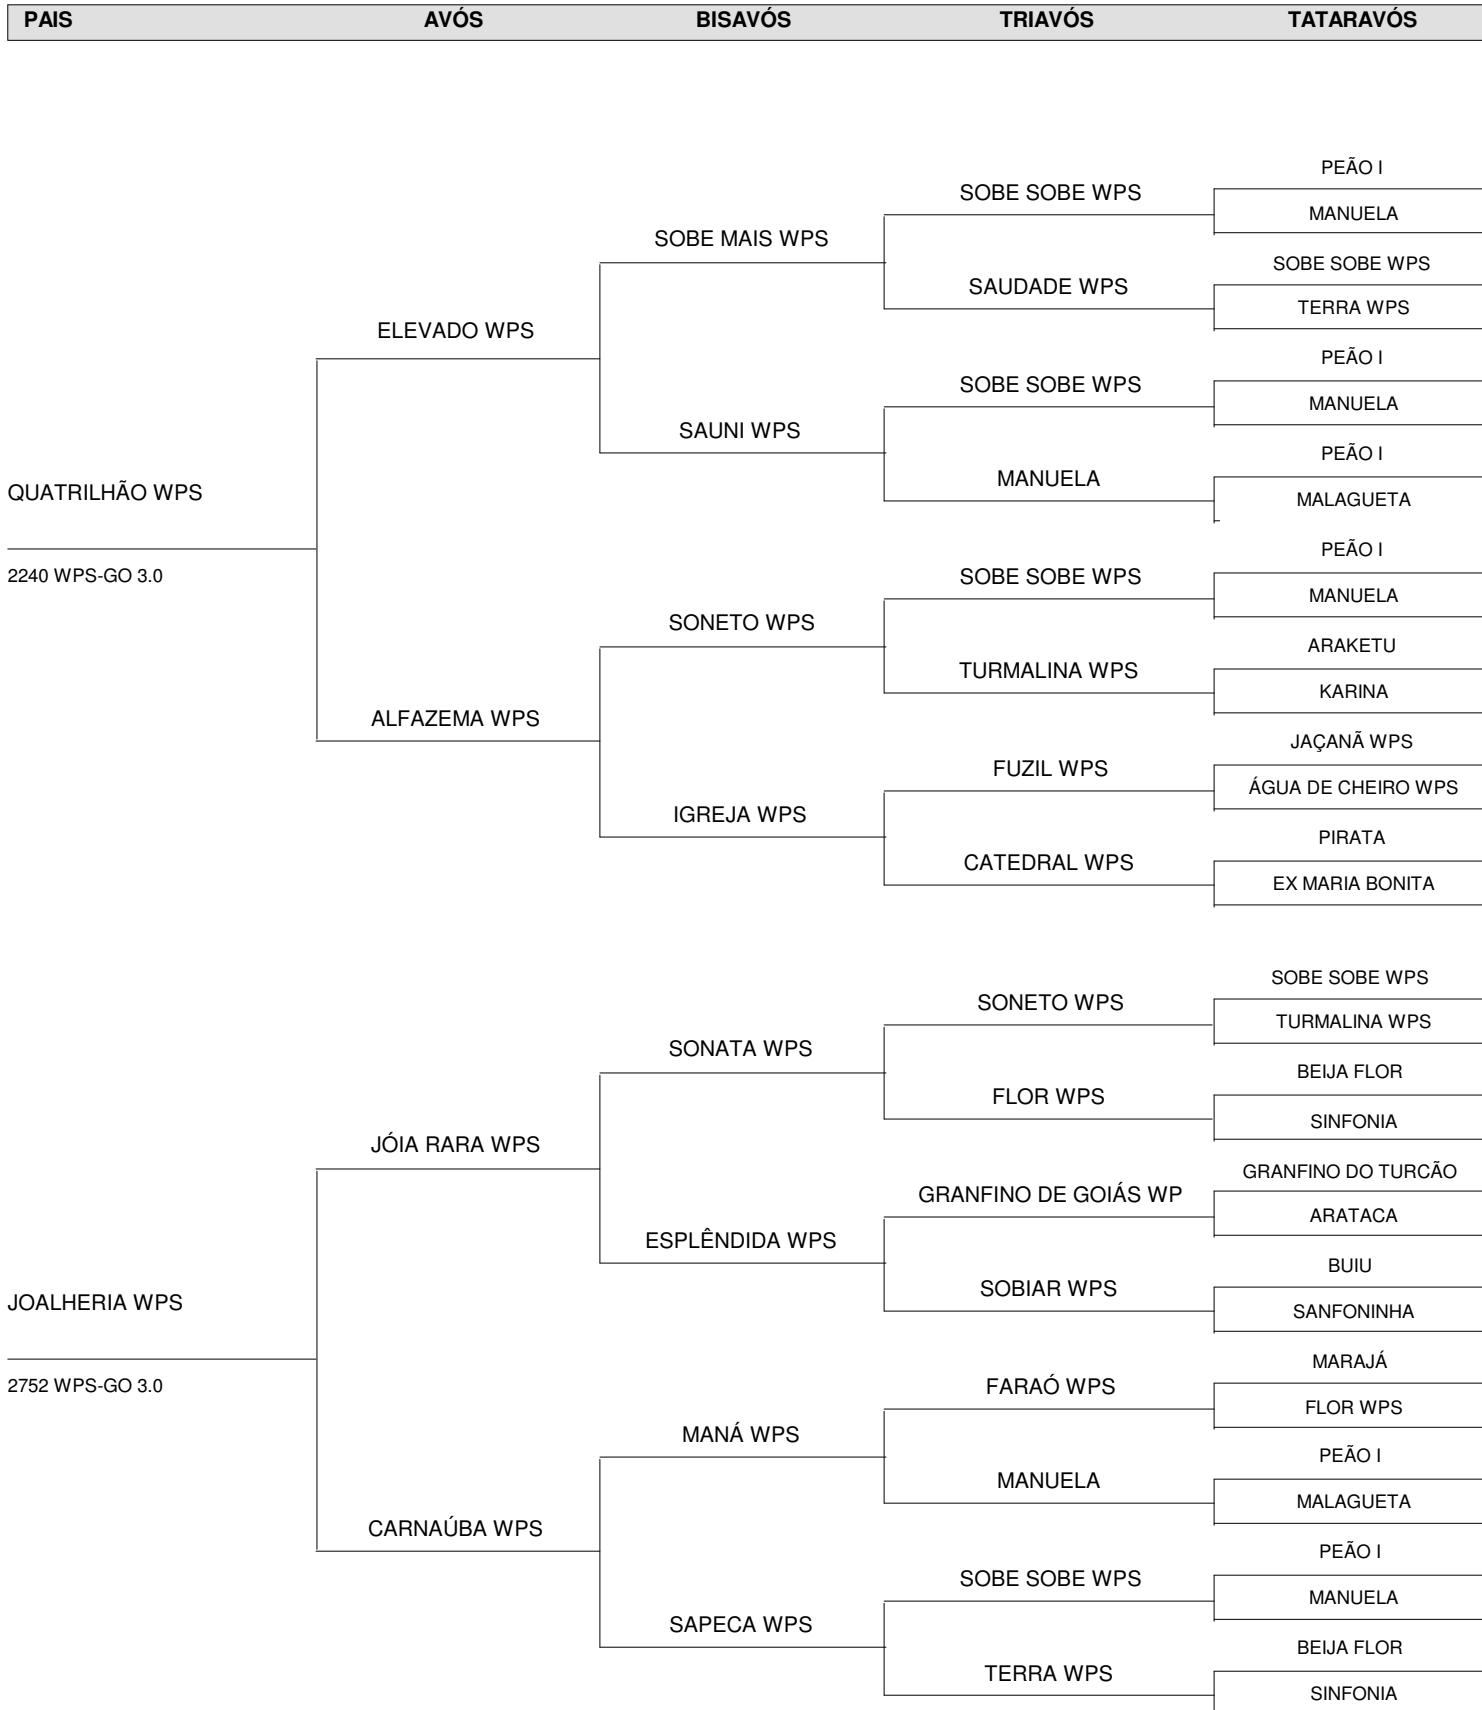 PAIS AVÓS BISAVÓS TRIAVÓS TATARAVÓS
PEÃO I
SOBE SOBE WPS
MANUELA
SOBE MAIS WPS
SOBE SOBE WPS
SAUDADE WPS
TERRA WPS
ELEVADO WPS
PEÃO I
SOBE SOBE WPS
MANUELA
SAUNI WPS
PEÃO I
MANUELA
QUATRILHÃO WPS
MALAGUETA
PEÃO I
2240 WPS-GO 3.0
SOBE SOBE WPS
MANUELA
SONETO WPS
ARAKETU
TURMALINA WPS
KARINA
ALFAZEMA WPS
JAÇANÃ WPS
FUZIL WPS
ÁGUA DE CHEIRO WPS
IGREJA WPS
PIRATA
CATEDRAL WPS
EX MARIA BONITA
SOBE SOBE WPS
SONETO WPS
TURMALINA WPS
SONATA WPS
BEIJA FLOR
FLOR WPS
SINFONIA
JÓIA RARA WPS
GRANFINO DO TURCÃO
GRANFINO DE GOIÁS WP
ARATACA
ESPLÊNDIDA WPS
BUIU
SOBIAR WPS
JOALHERIA WPS
SANFONINHA
MARAJÁ
2752 WPS-GO 3.0
FARAÓ WPS
FLOR WPS
MANÁ WPS
PEÃO I
MANUELA
MALAGUETA
CARNAÚBA WPS
PEÃO I
SOBE SOBE WPS
MANUELA
SAPECA WPS
BEIJA FLOR
TERRA WPS
SINFONIA